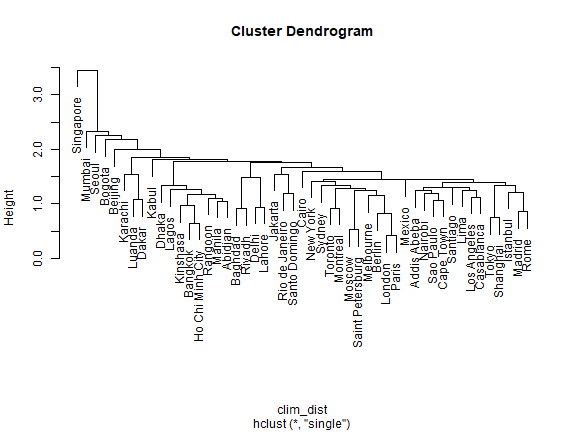 Cluster Dendrogram
Height
3.0
2.0
1.0
0.0
Singapore
Mumbai
Seoul
Bogota
Beijing
Karachi
Luanda
Dakar
Kabul
Dhaka
Lagos
Kinshasa
Bangkok
Ho Chi Minh City
Rangoon
Manila
Abidjan
Baghdad
Riyadh
Delhi
Lahore
Jakarta
Rio de Janeiro
Santo Domingo
Cairo
New York
Sydney
Toronto
Montreal
Moscow
Saint Petersburg
Melbourne
Berlin
London
Paris
Mexico
Addis Abeba
Nairobi
Sao Paulo
Cape Town
Santiago
Lima
Los Angeles
Casablanca
Tokyo
Shanghai
Istanbul
Madrid
Rome
clim_dist
hclust (*, "single")